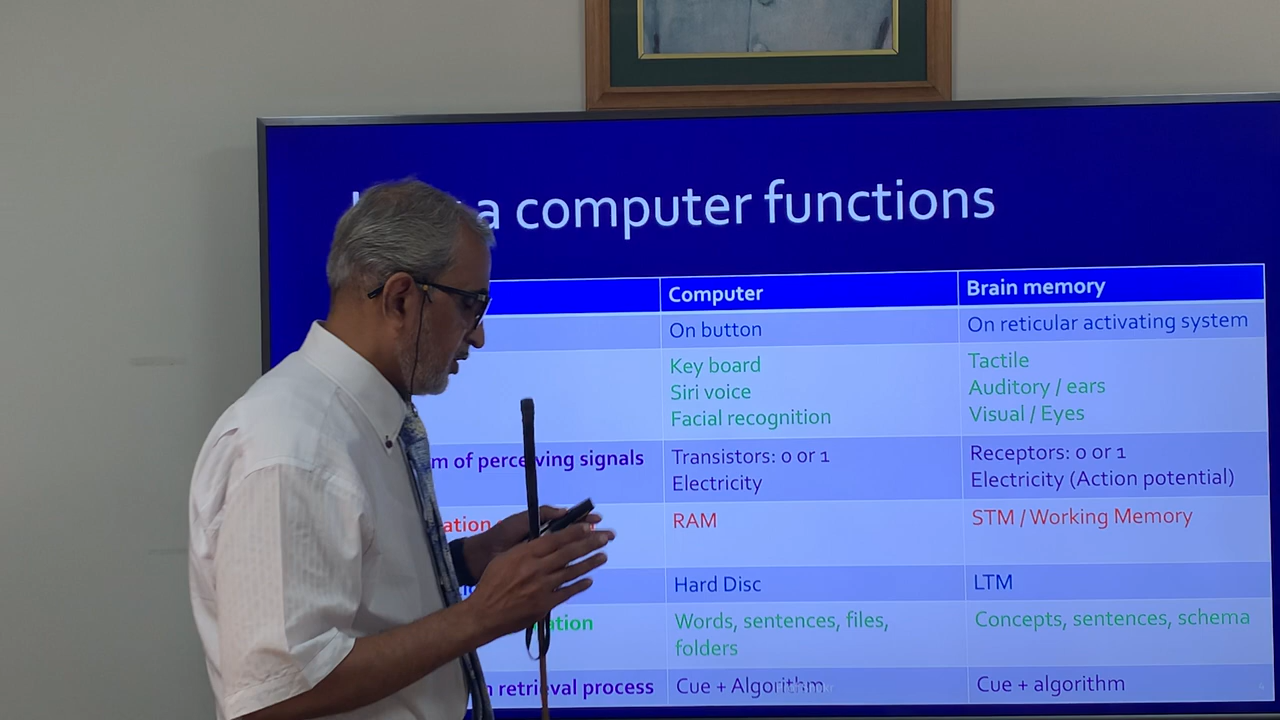 a computer functions
Computer
Brain memory
On button
On reticular activating system
Key board
Siri voice
Facial recognition
Tactile
Auditory / ears
Visual / Eyes
of perceiving signals
Transistors: 0 or 1
Electricity
Receptors: 0 or 1
Electricity (Action potential)
RAM
STM / Working Memory
Hard Disc
LTM
Words, sentences, files,
folders
Concepts, sentences, schema
retrieval process
Cue + Algorithm
Cue + algorithm
4